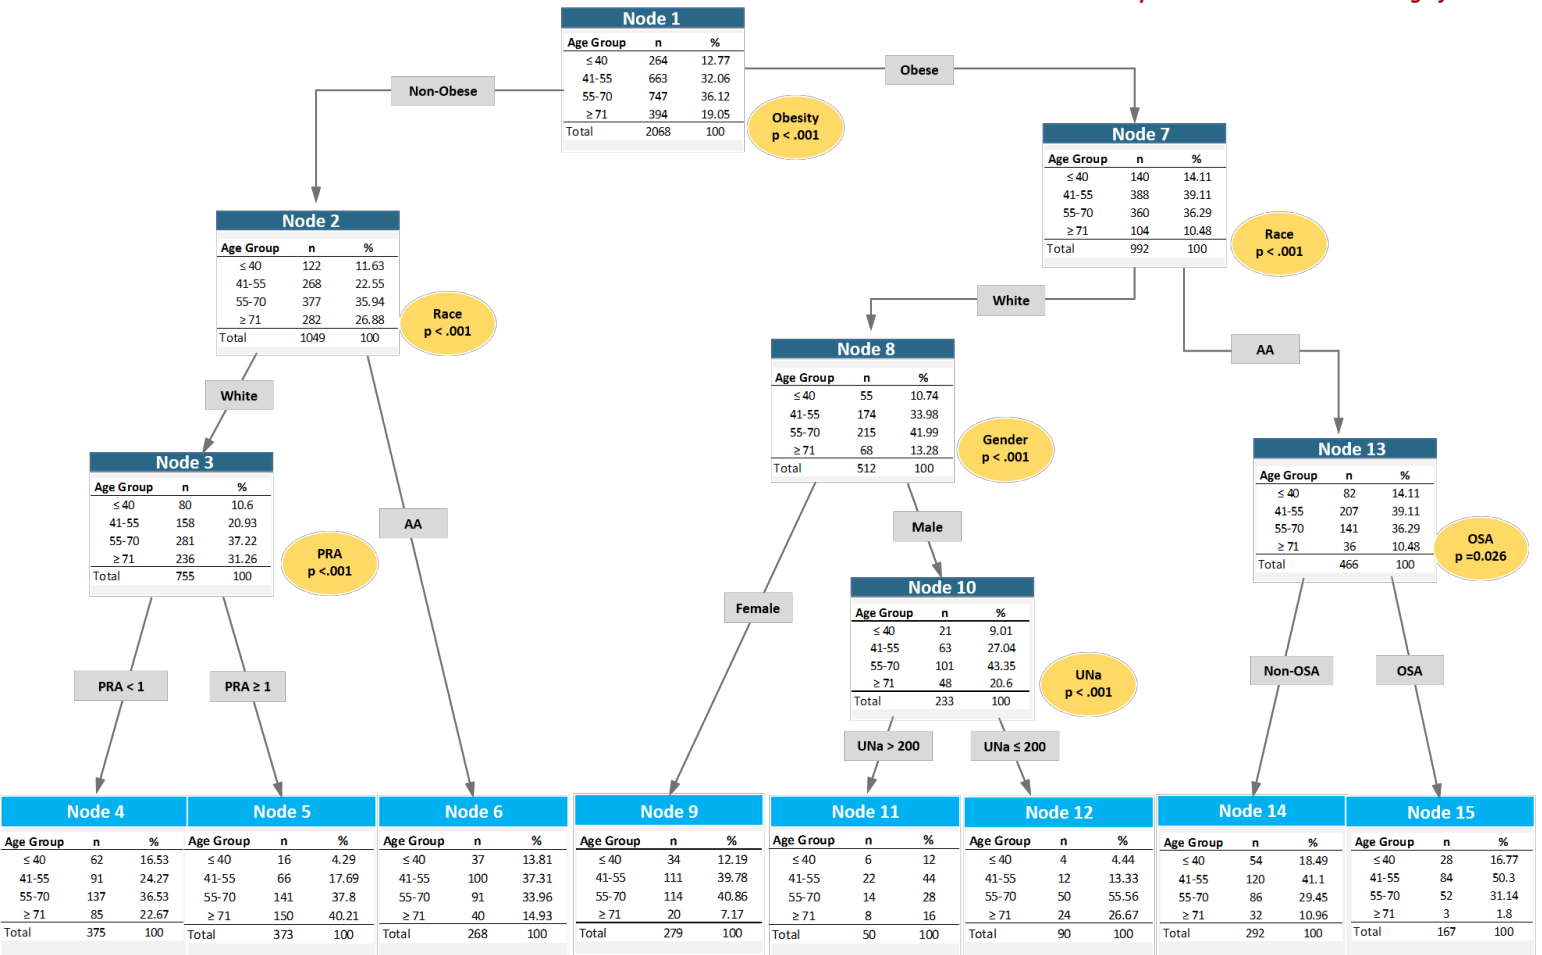 Node 1
Age Group n %
≤ 40 264 12.77
41-55 663 32.06
55-70 747 36.12
≥ 71 394 19.05
Total 2068 100
Obesity
p < .001
Non-Obese
Obese
Node 7
Age Group n %
≤ 40 140 14.11
41-55 388 39.11
55-70 360 36.29
≥ 71 104 10.48
Total 992 100
Race
p < .001
Node 2
Age Group n %
≤ 40 122 11.63
41-55 268 22.55
55-70 377 35.94
≥ 71 282 26.88
Total 1049 100
Race
p < .001
White
AA
White
AA
Node 8
Age Group n %
≤ 40 55 10.74
41-55 174 33.98
55-70 215 41.99
≥ 71 68 13.28
Total 512 100
Gender
p < .001
Node 3
Age Group n %
≤ 40 80 10.6
41-55 158 20.93
55-70 281 37.22
≥ 71 236 31.26
Total 755 100
PRA
p <.001
Node 13
Age Group n %
≤ 40 82 14.11
41-55 207 39.11
55-70 141 36.29
≥ 71 36 10.48
Total 466 100
OSA
p =0.026
Male
Female
Node 10
Age Group n %
≤ 40 21 9.01
41-55 63 27.04
55-70 101 43.35
≥ 71 48 20.6
Total 233 100
UNa
p < .001
PRA < 1
PRA ≥ 1
Non-OSA
OSA
UNa > 200
UNa ≤ 200
Node 4
Age Group n %
≤ 40 62 16.53
41-55 91 24.27
55-70 137 36.53
≥ 71 85 22.67
Total 375 100
Node 5
Age Group n %
≤ 40 16 4.29
41-55 66 17.69
55-70 141 37.8
≥ 71 150 40.21
Total 373 100
Node 6
Age Group n %
≤ 40 37 13.81
41-55 100 37.31
55-70 91 33.96
≥ 71 40 14.93
Total 268 100
Node 9
Age Group n %
≤ 40 34 12.19
41-55 111 39.78
55-70 114 40.86
≥ 71 20 7.17
Total 279 100
Node 11
Age Group n %
≤ 40 6 12
41-55 22 44
55-70 14 28
≥ 71 8 16
Total 50 100
Node 12
Age Group n %
≤ 40 4 4.44
41-55 12 13.33
55-70 50 55.56
≥ 71 24 26.67
Total 90 100
Node 14
Age Group n %
≤ 40 54 18.49
41-55 120 41.1
55-70 86 29.45
≥ 71 32 10.96
Total 292 100
Node 15
Age Group n %
≤ 40 28 16.77
41-55 84 50.3
55-70 52 31.14
≥ 71 3 1.8
Total 167 100